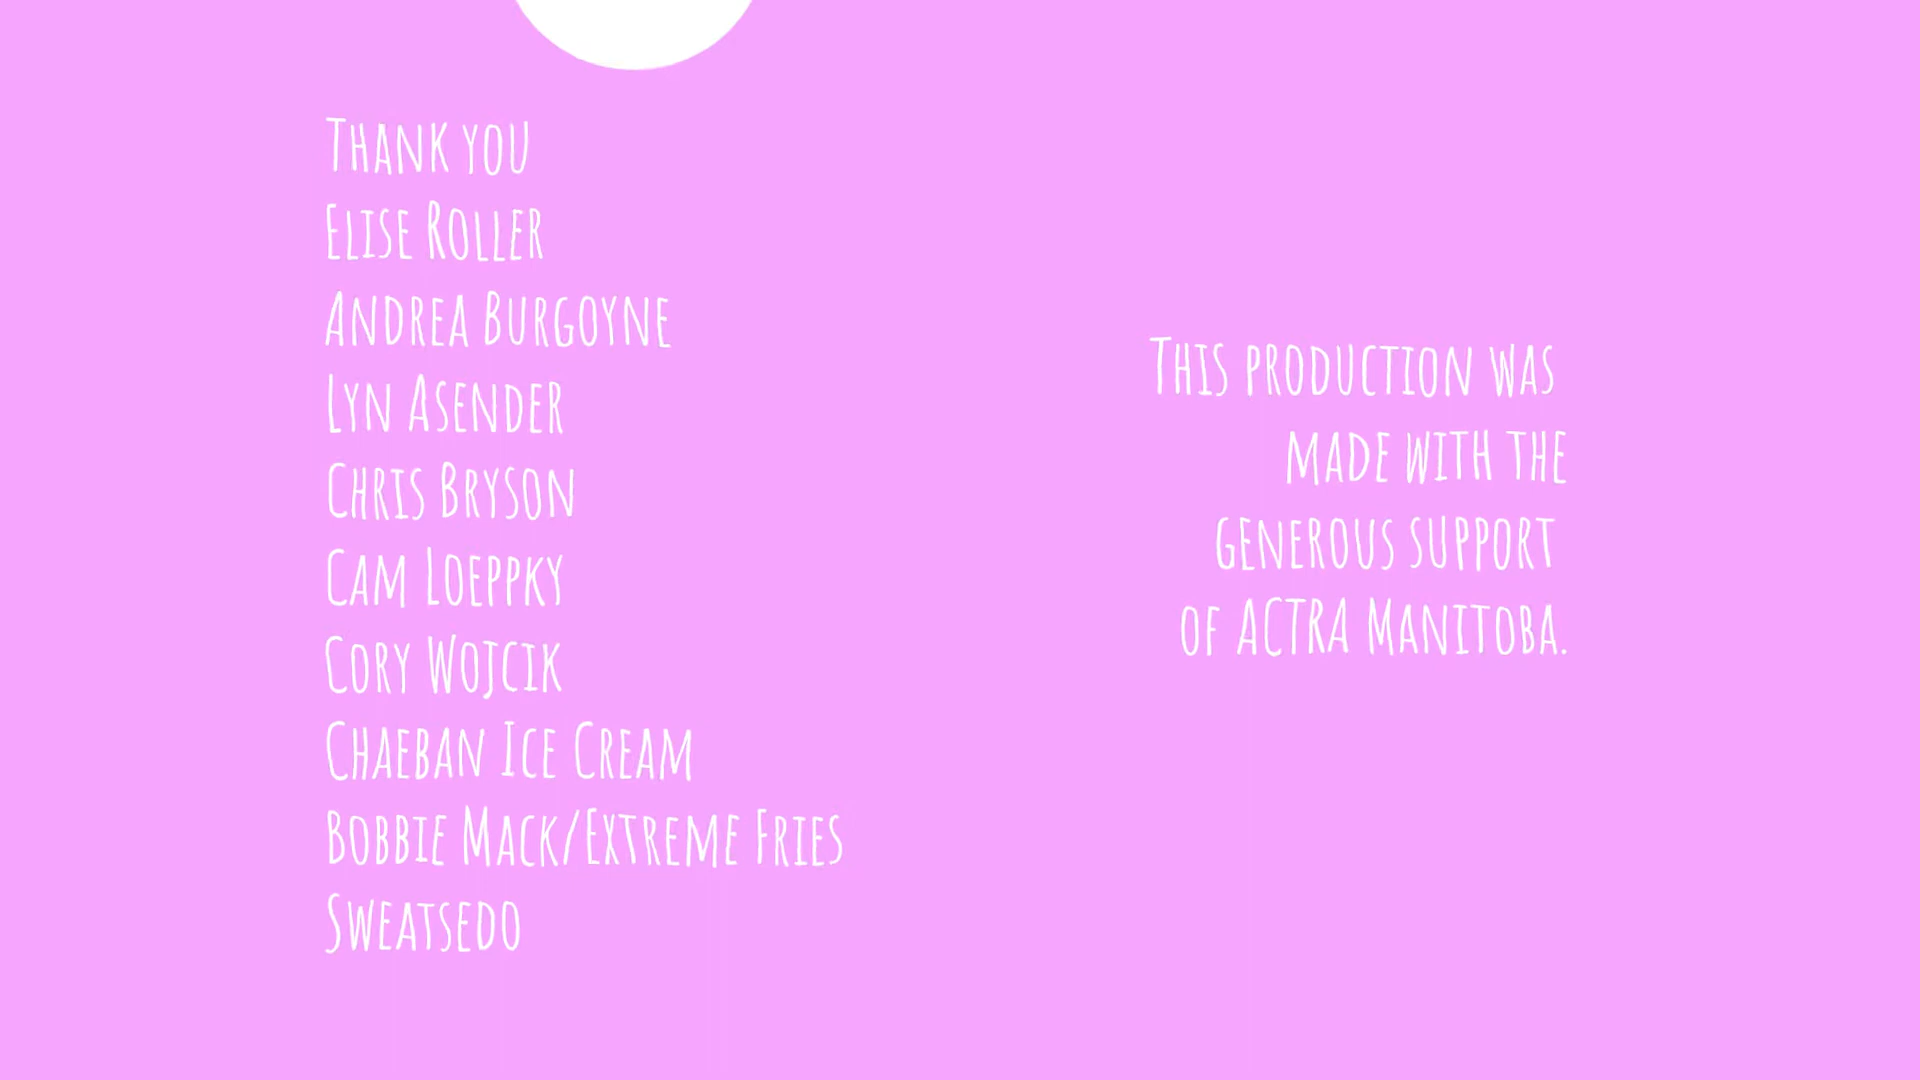 Thank you
Elise Roller
Andrea Burgoyne
Lyn Asender
Chris Bryson
Cam Loeppky
Cory Wojcik
Chaeban Ice Cream
Bobbie Mack/Extreme Fries
Sweatsedo
This production was
made with the
generous support
of ACTRA Manitoba.